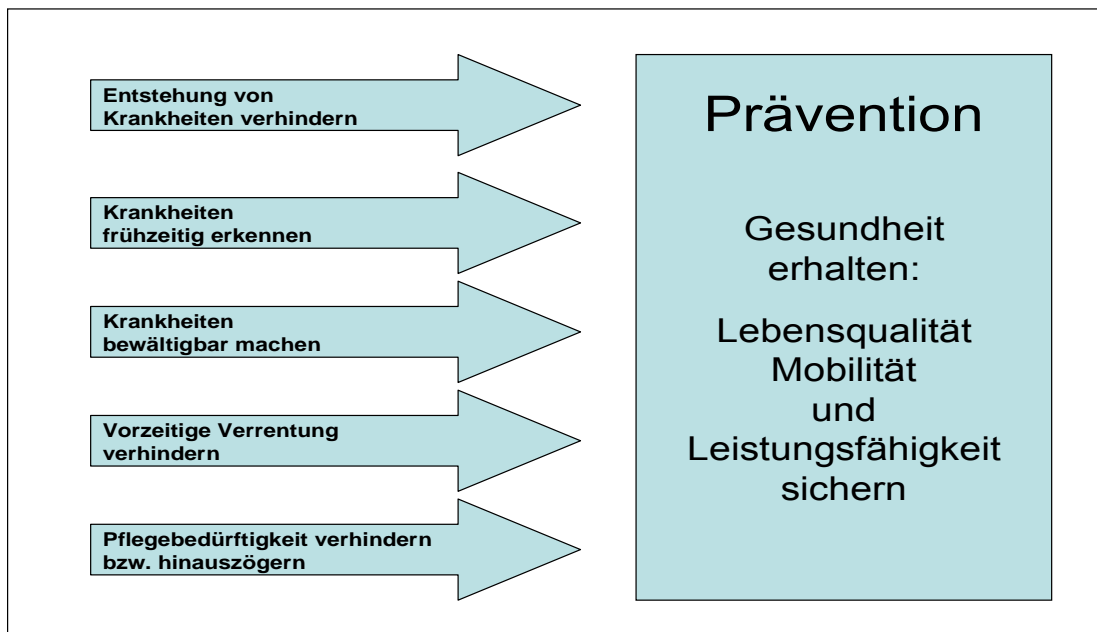 Entstehung von
Krankheiten verhindern
Krankheiten
frühzeitig erkennen
Krankheiten
bewältigbar machen
Vorzeitige Verrentung
verhindern
Pflegebedürftigkeit verhindern
bzw. hinauszögern
Prävention
Gesundheit
erhalten:
Lebensqualität
Mobilität
und
Leistungsfähigkeit
sichern